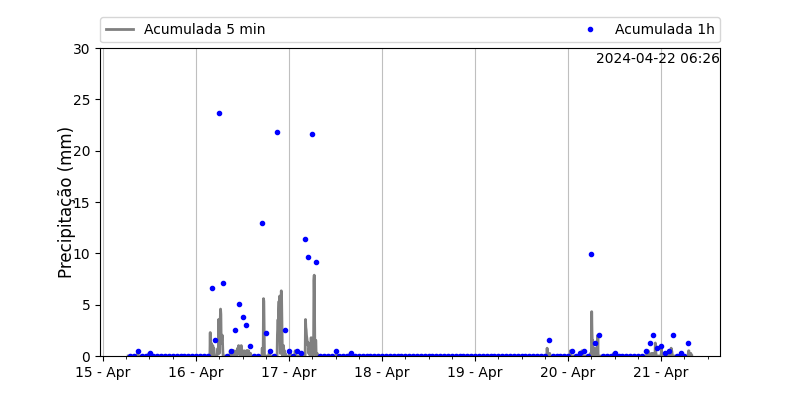 Acumulada 5 min
Acumulada 1h
2024-04-22 06:26
Precipitação (mm)
30
25
20
15
10
5
0
15 - Apr
16 - Apr
17 - Apr
18 - Apr
19 - Apr
20 - Apr
21 - Apr